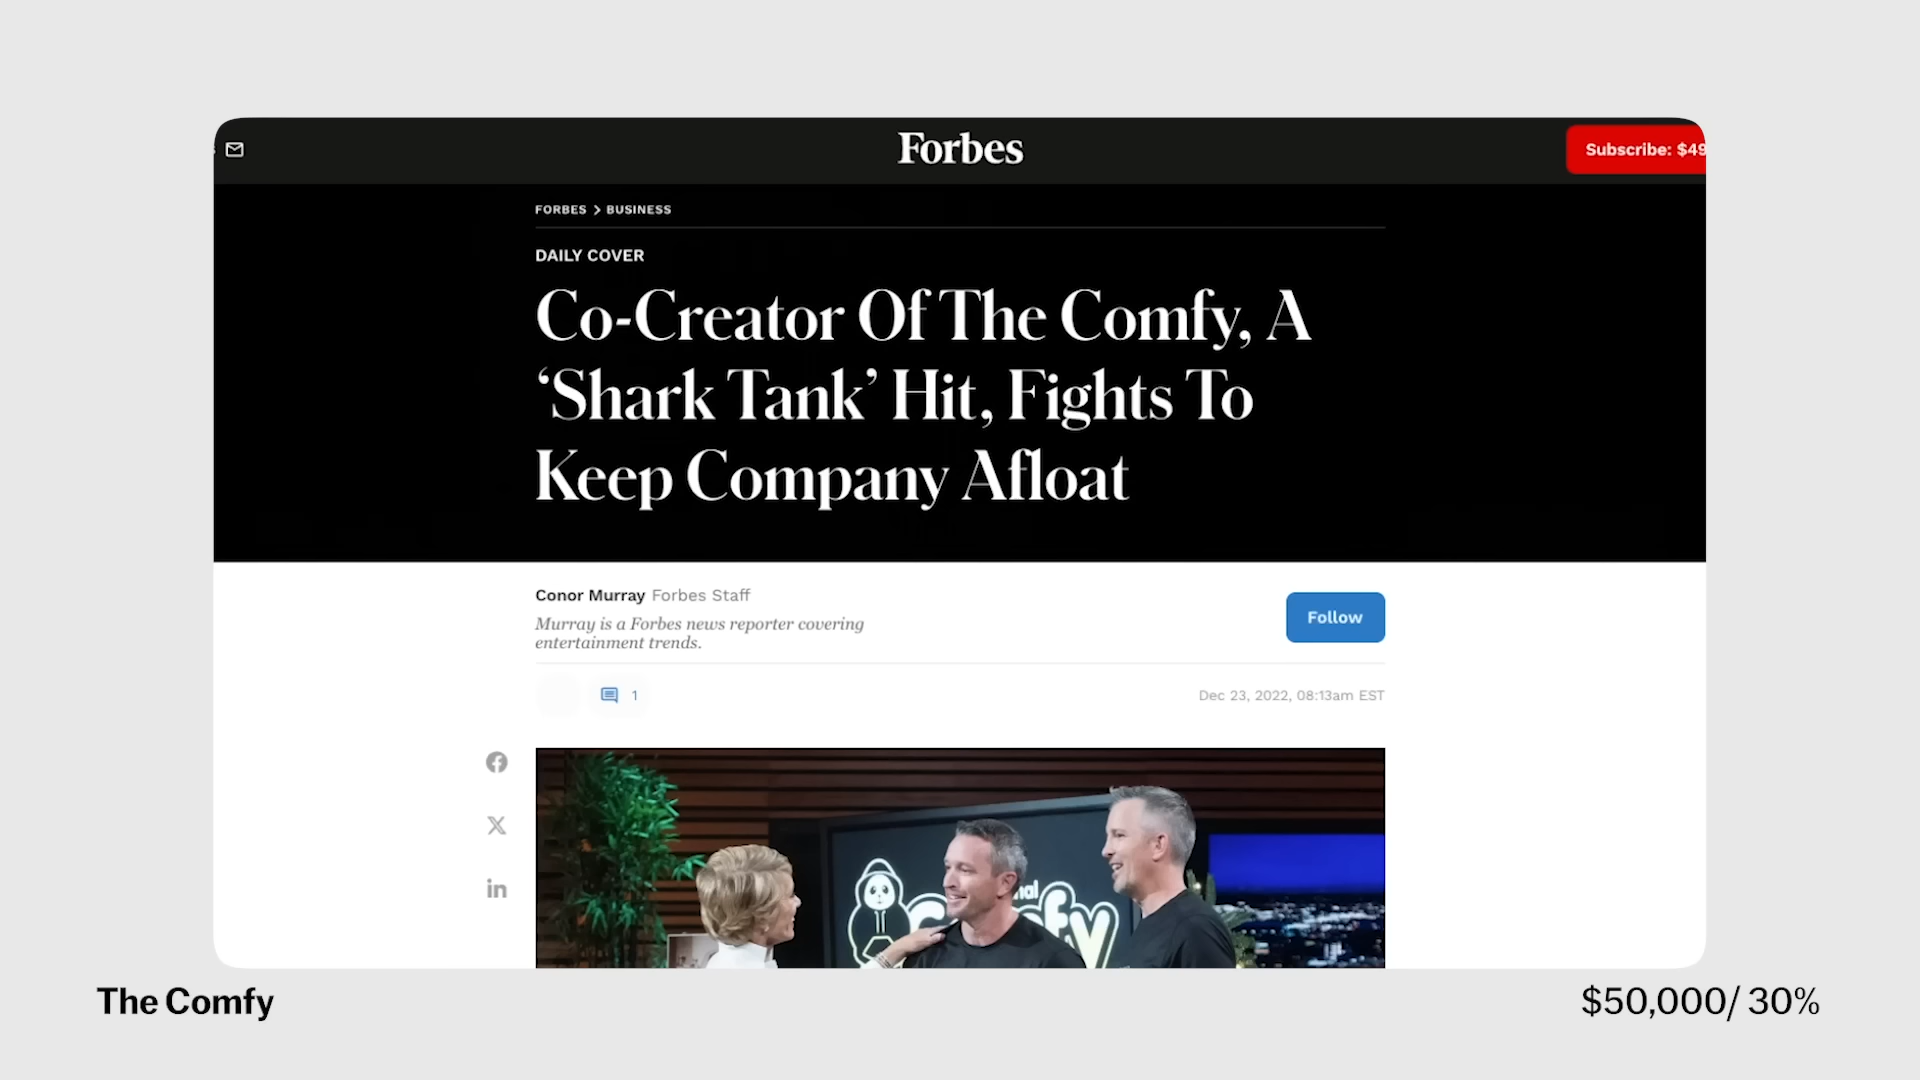 Forbes
Subscribe: $49
FORBES > BUSINESS
DAILY COVER
Co-Creator Of The Comfy, A
‘Shark Tank’ Hit, Fights To
Keep Company Afloat
Conor Murray Forbes Staff
Murray is a Forbes news reporter covering
entertainment trends.
Follow
1
Dec 23, 2022, 08:13am EST
in
The Comfy
$50,000/ 30%